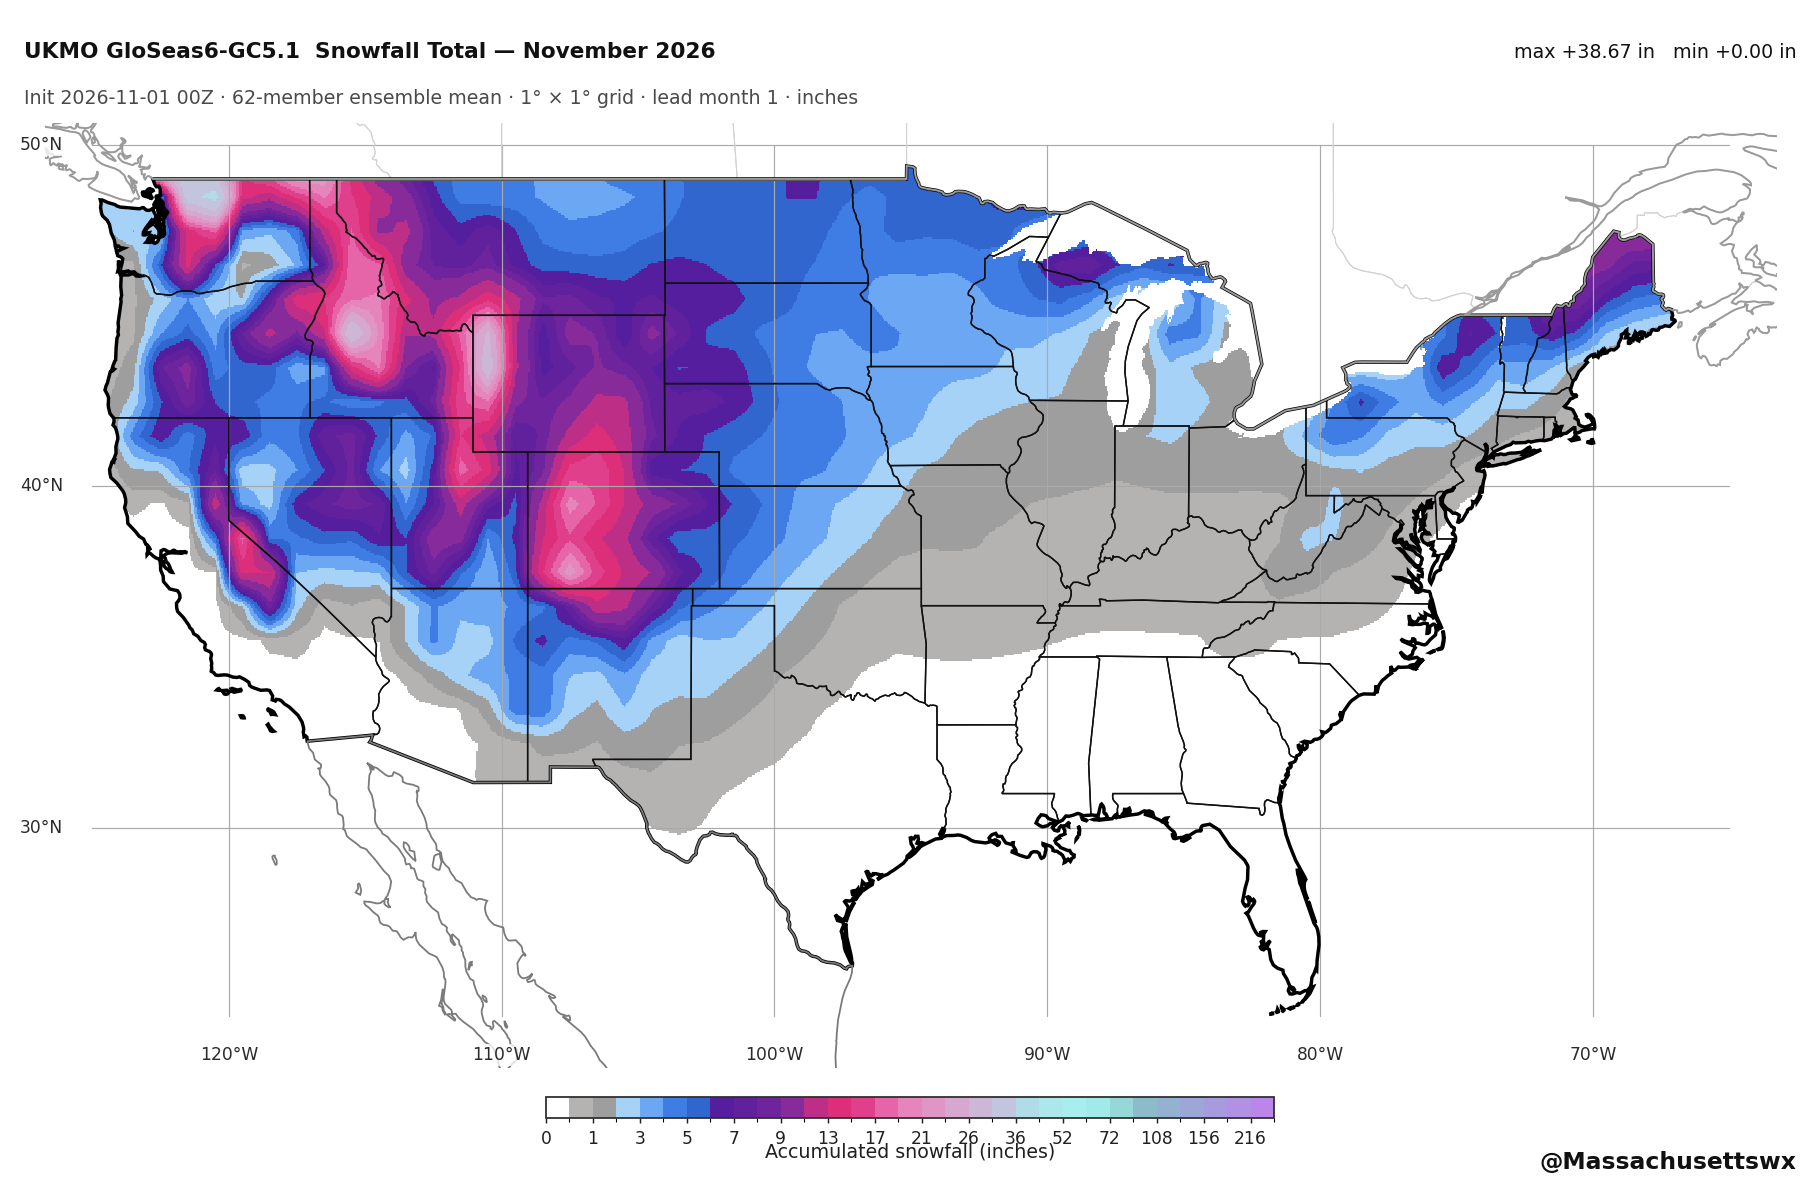 UKMO GloSeas6-GC5.1  Snowfall Total — November 2026
max +38.67 in   min +0.00 in
Init 2026-11-01 00Z · 62-member ensemble mean · 1° × 1° grid · lead month 1 · inches
50°N
40°N
30°N
120°W 110°W 100°W 90°W 80°W 70°W
0 1 3 5 7 9 13 17 21 26 36 52 72 108 156 216
Accumulated snowfall (inches)
@Massachusettswx